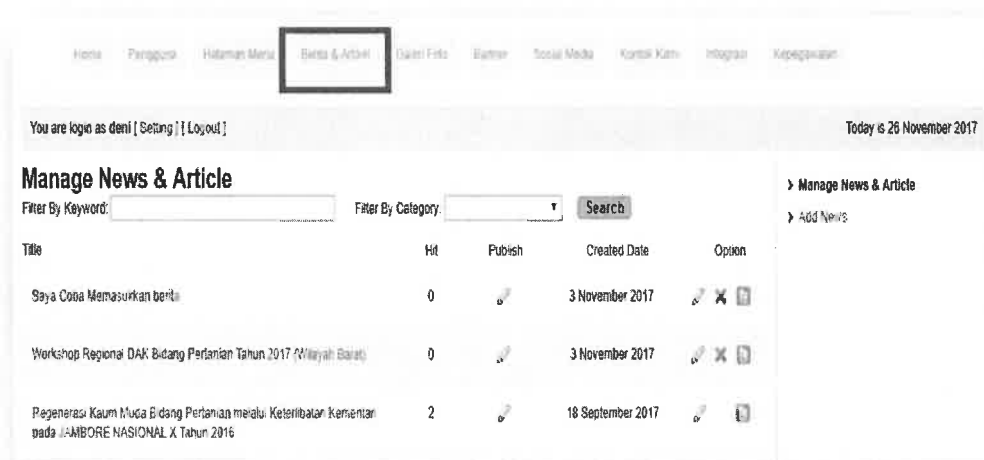 Home Pengguna Halaman Menu Berita & Artikel Galeri Foto Banner Sosial Media Kontak Kami Integrasi Kepegawaian
You are login as deni [ Setting ] [ Logout ] Today is 26 November 2017
Manage News & Article
Filter By Keyword: Filter By Category: Search
Title Hit Publish Created Date Option
Saya Coba Memasukkan berita 0 3 November 2017
Workshop Regional DAK Bidang Pertanian Tahun 2017 (Wilayah Barat) 0 3 November 2017
Regenerasi Kaum Muda Bidang Pertanian melalui Keterlibatan Kementan 2 18 September 2017
pada JAMBORE NASIONAL X Tahun 2016
Manage News & Article
Add News